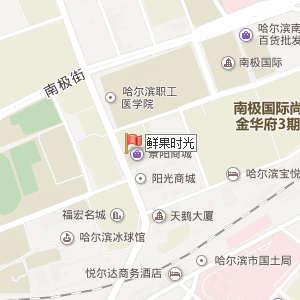 哈尔滨南
百货批发
南极国际
南极街
哈尔滨职工
医学院
南极国际尚
金华府3期
鲜果时光
景阳商城
阳光商城
哈尔滨宝悦
福宏名城
天鹅大厦
哈尔滨冰球馆
哈尔滨市国土局
悦尔达商务酒店